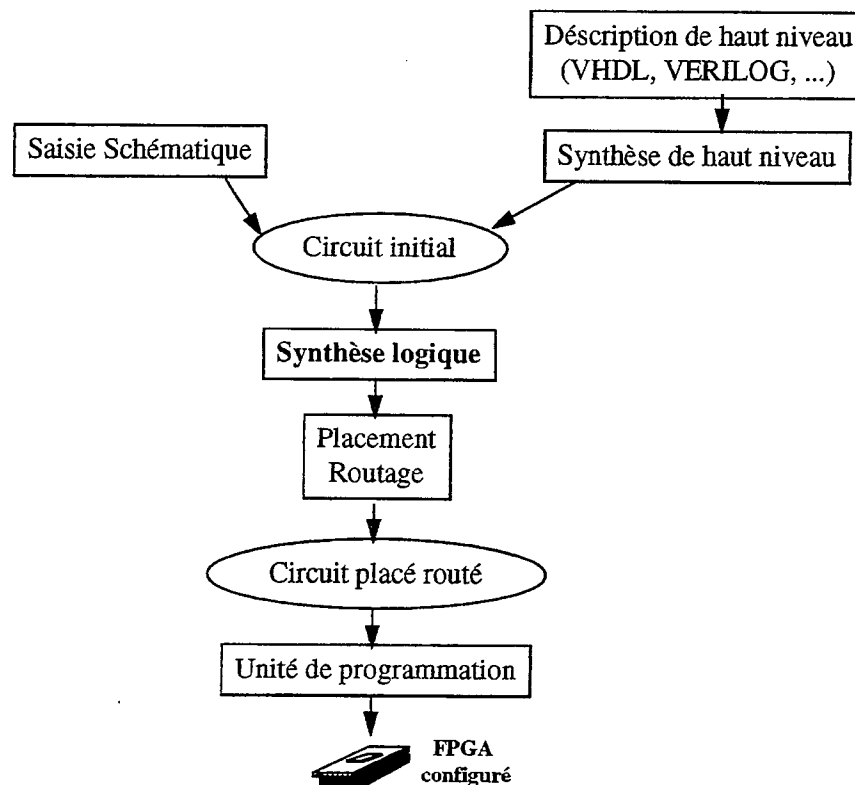 Déscription de haut niveau
(VHDL, VERILOG, ...)
Saisie Schématique
Synthèse de haut niveau
Circuit initial
Synthèse logique
Placement
Routage
Circuit placé routé
Unité de programmation
FPGA
configuré